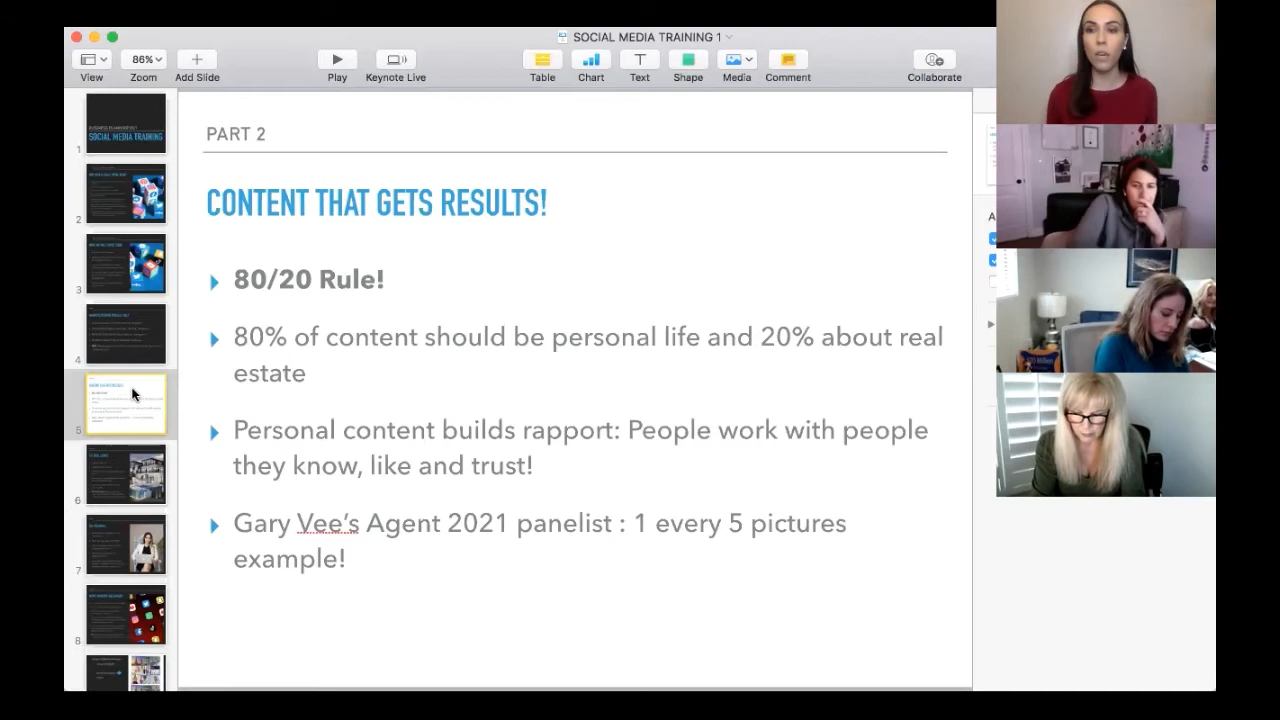 SOCIAL MEDIA TRAINING 1
86%
View
Zoom
Add Slide
Play
Keynote Live
Table
Chart
Text
Shape
Media
Comment
Collaborate
PART 2
CONTENT THAT GETS RESULTS!
80/20 Rule!
80% of content should be personal life and 20% about real
estate
Personal content builds rapport: People work with people
they know, like and trust!
Gary Vee's Agent 2021 panelist : 1 every 5 pictures
example!
SOCIAL MEDIA TRAINING
1
2
3
4
5
6
7
8